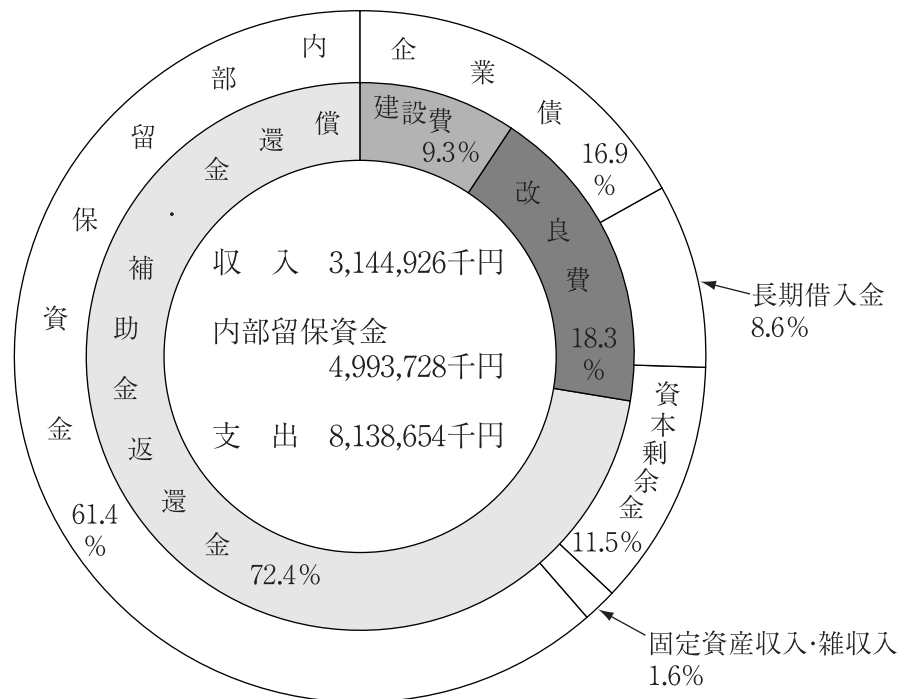 企業債
16.9
%
長期借入金
8.6%
資本剰余金
11.5%
固定資産収入・雑収入
1.6%
内部留保資金
61.4
%
建設費
9.3%
改良費
18.3
%
償還金・補助金返還金
72.4%
収 入 3,144,926千円
内部留保資金
4,993,728千円
支 出 8,138,654千円